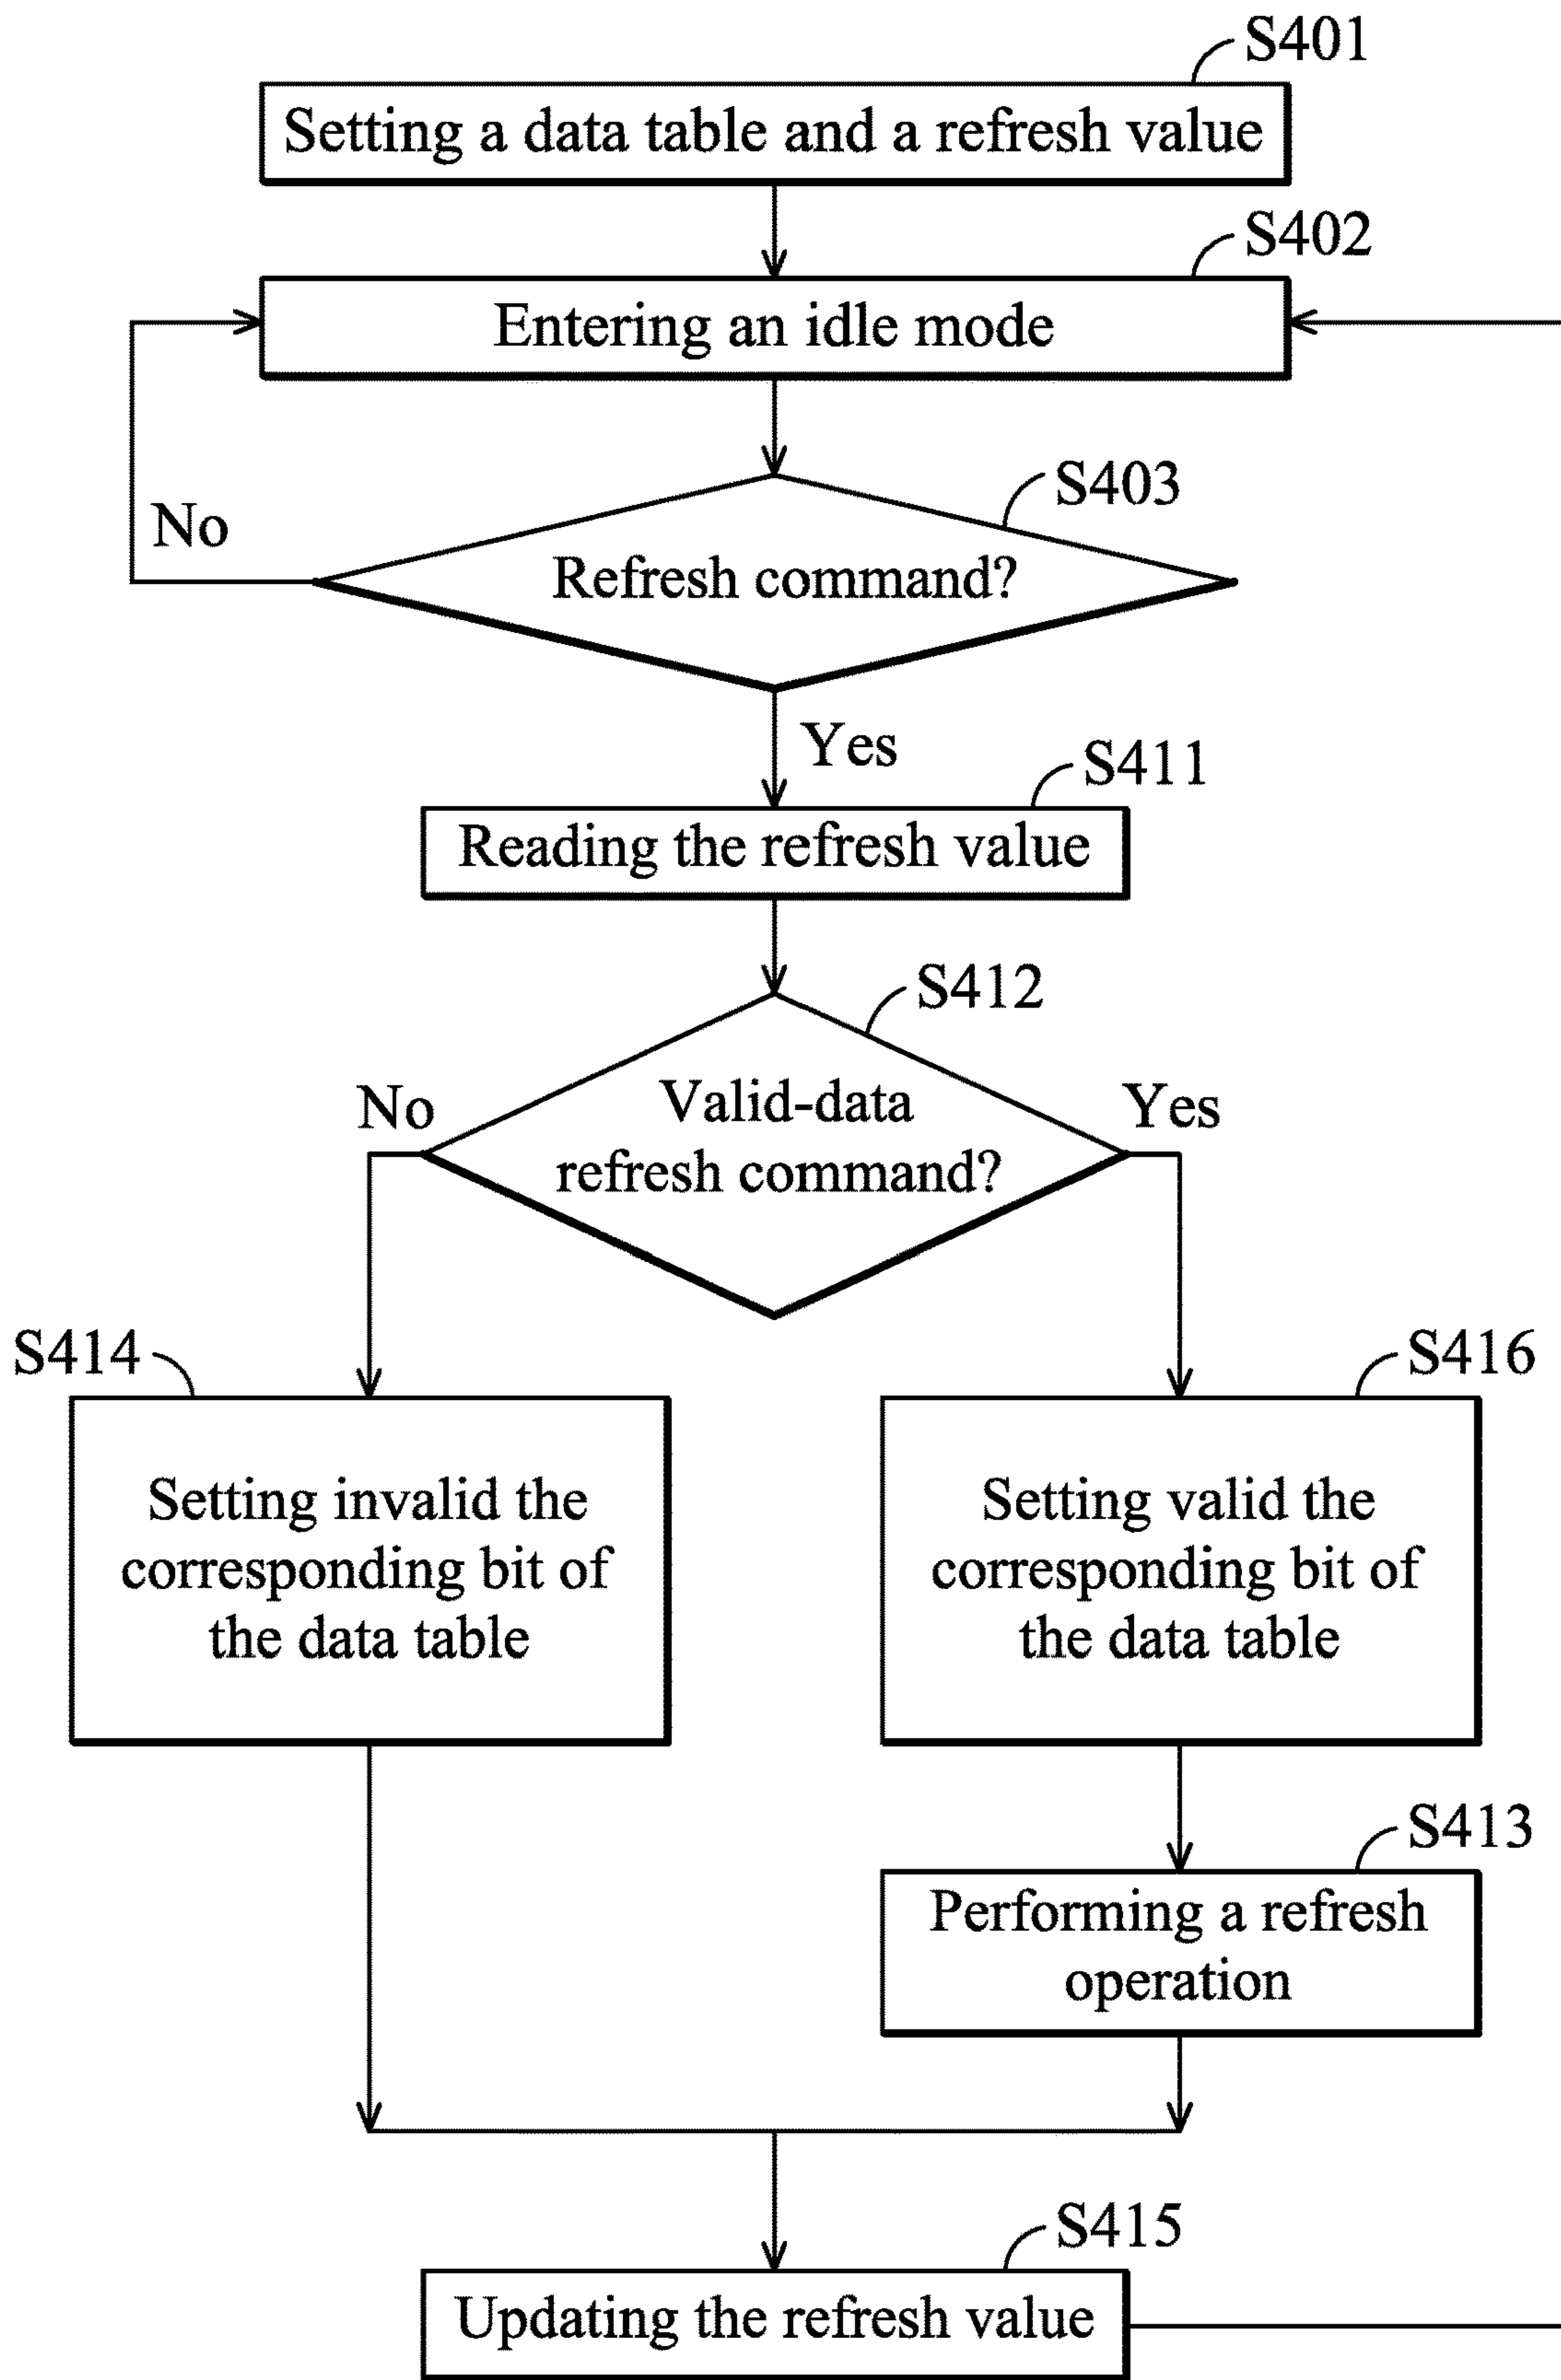 S401
Setting a data table and a refresh value
S402
Entering an idle mode
S403
No
Refresh command?
Yes
S411
Reading the refresh value
S412
No
Valid-data
Yes
refresh command?
S414
S416
Setting invalid the
corresponding bit of
the data table
Setting valid the
corresponding bit of
the data table
S413
Performing a refresh
operation
S415
Updating the refresh value